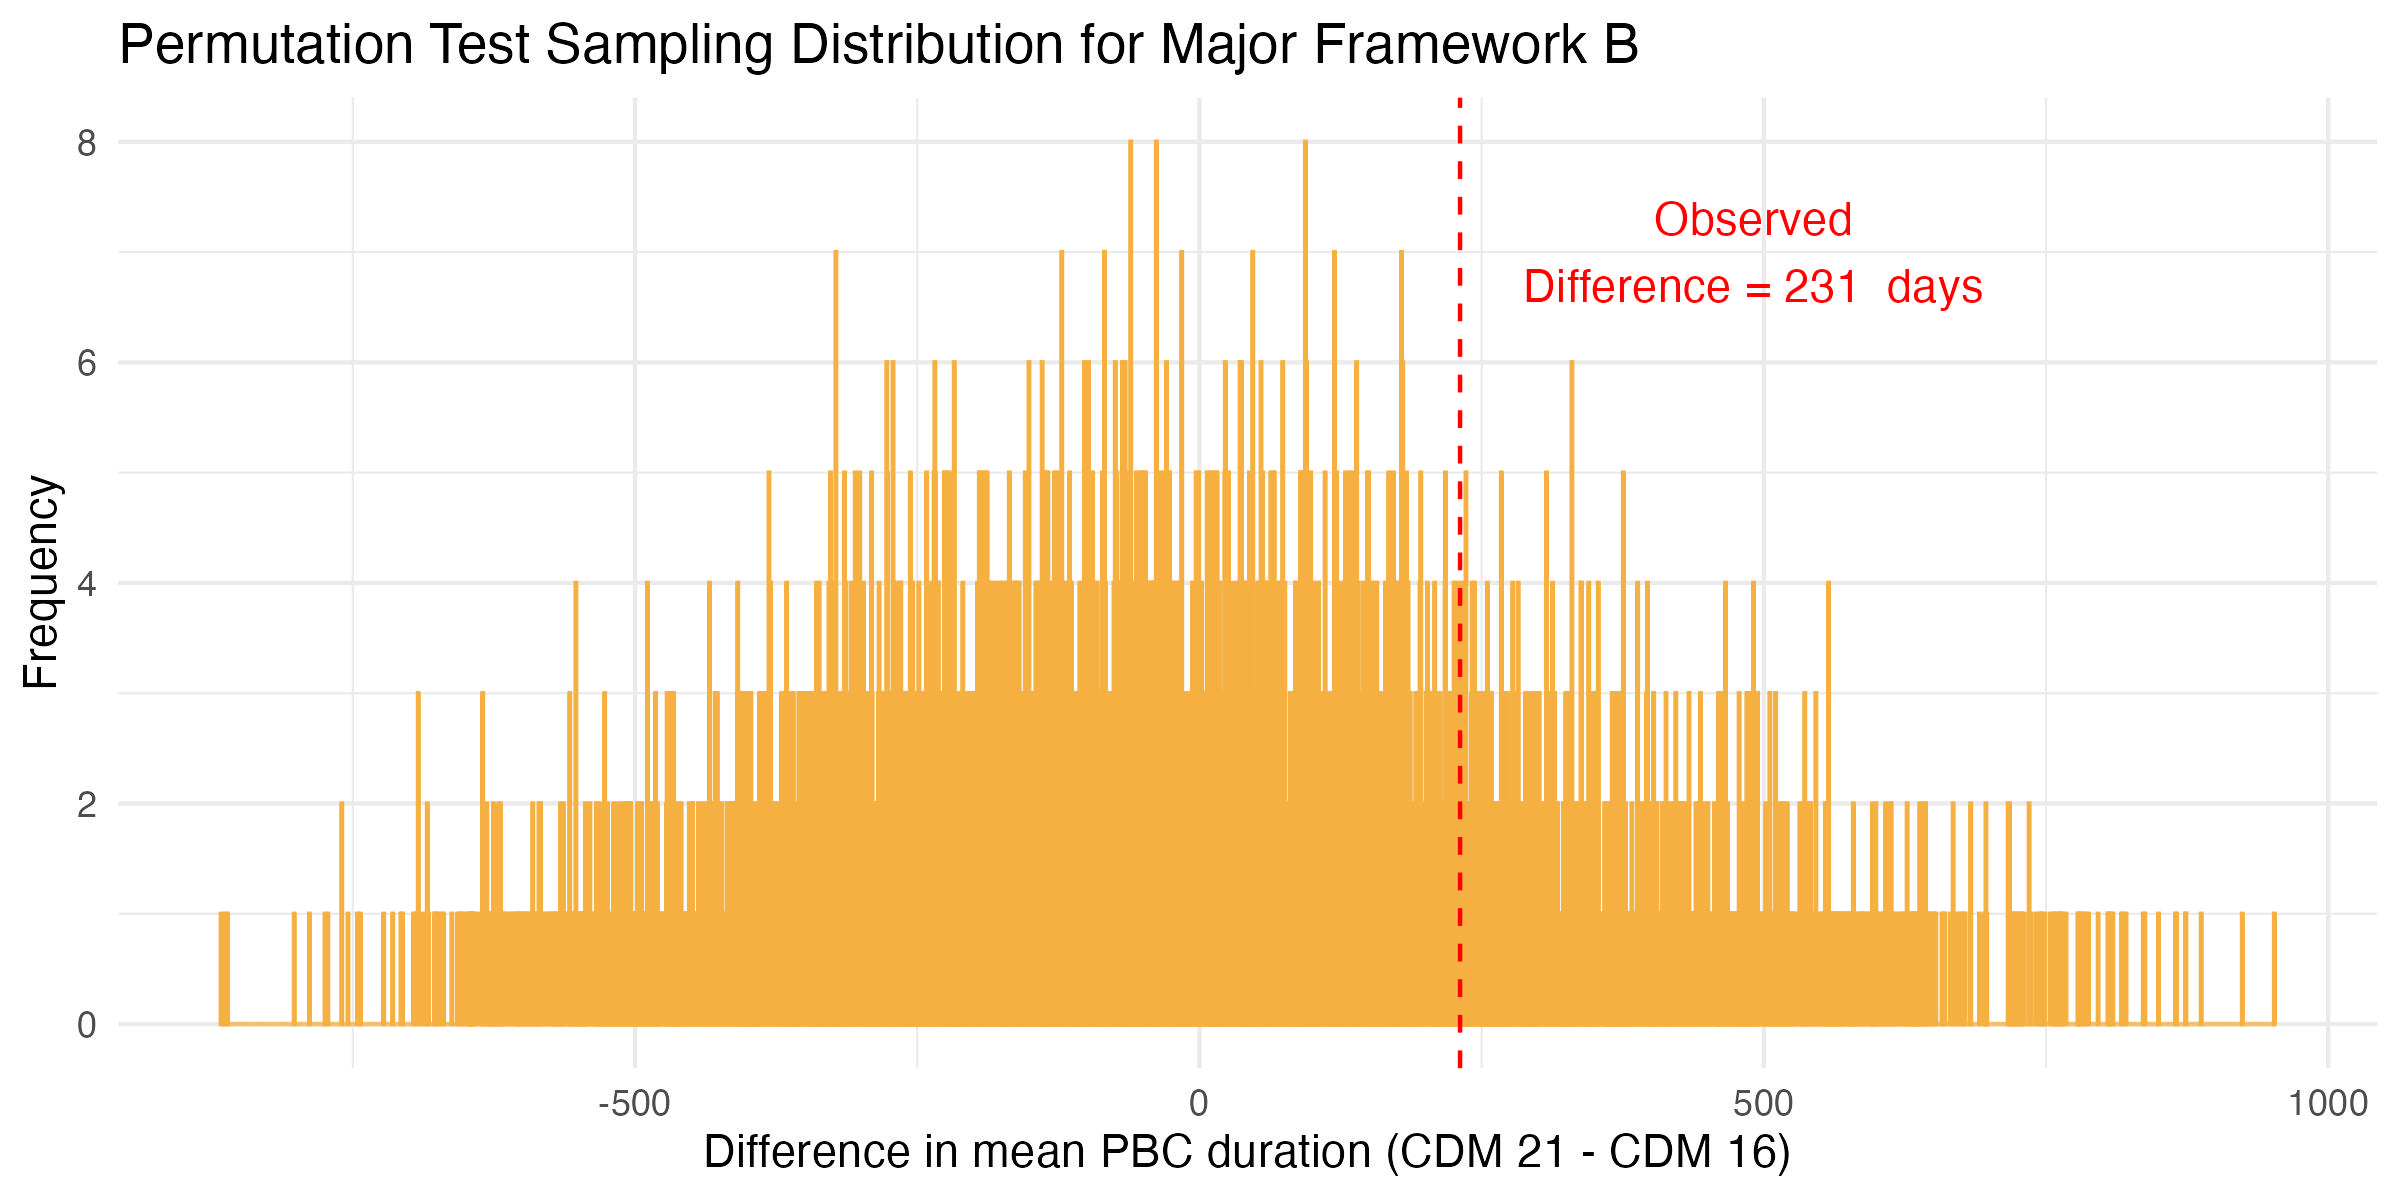 Permutation Test Sampling Distribution for Major Framework B
8
Observed
Difference = 231 days
6
4
2
0
Frequency
-500
0
500
1000
Difference in mean PBC duration (CDM 21 - CDM 16)